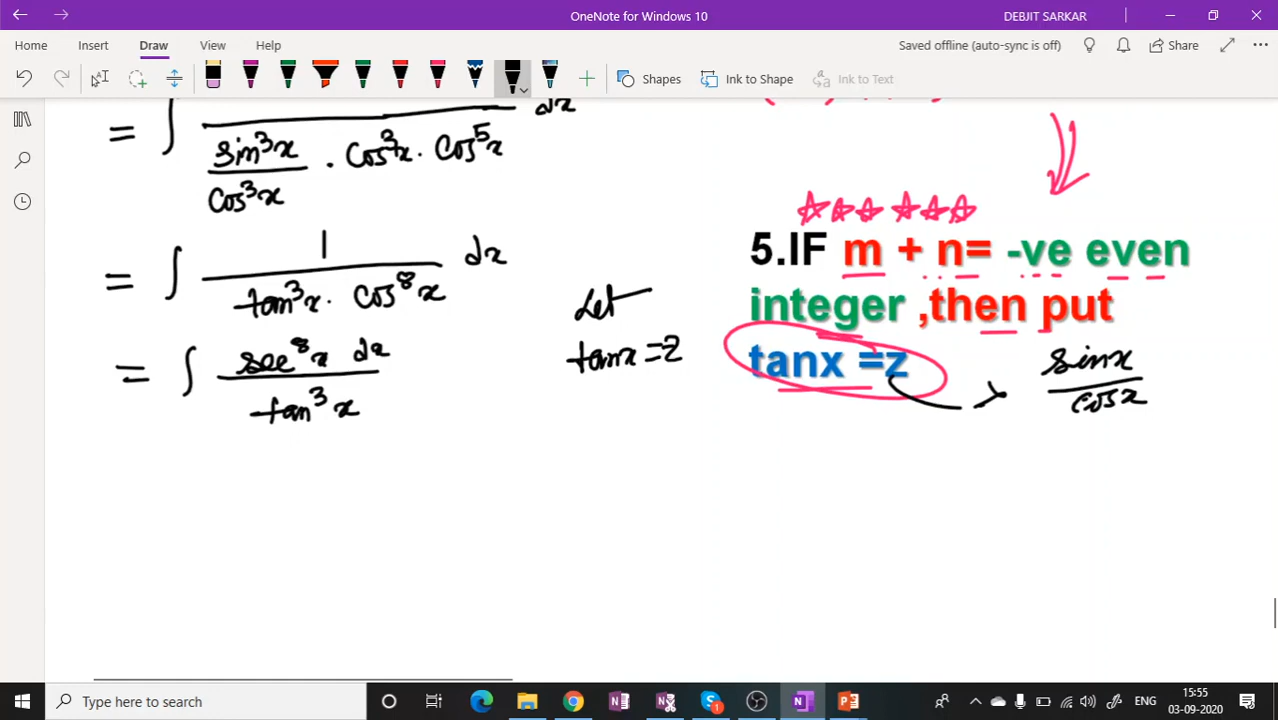 OneNote for Windows 10
DEBJIT SARKAR
Home Insert Draw View Help
Saved offline (auto-sync is off)
Share
Shapes Ink to Shape Ink to Text
= ∫ dx
sin³x / cos³x · cos³x · cos⁵x
= ∫ 1 / tan³x · cos⁸x dx
= ∫ sec⁸x dx / tan³x
Let
tanx = z
5.IF m + n= -ve even
integer ,then put
tanx =z
sinx / cosx
Type here to search
1
ENG
15:55
03-09-2020